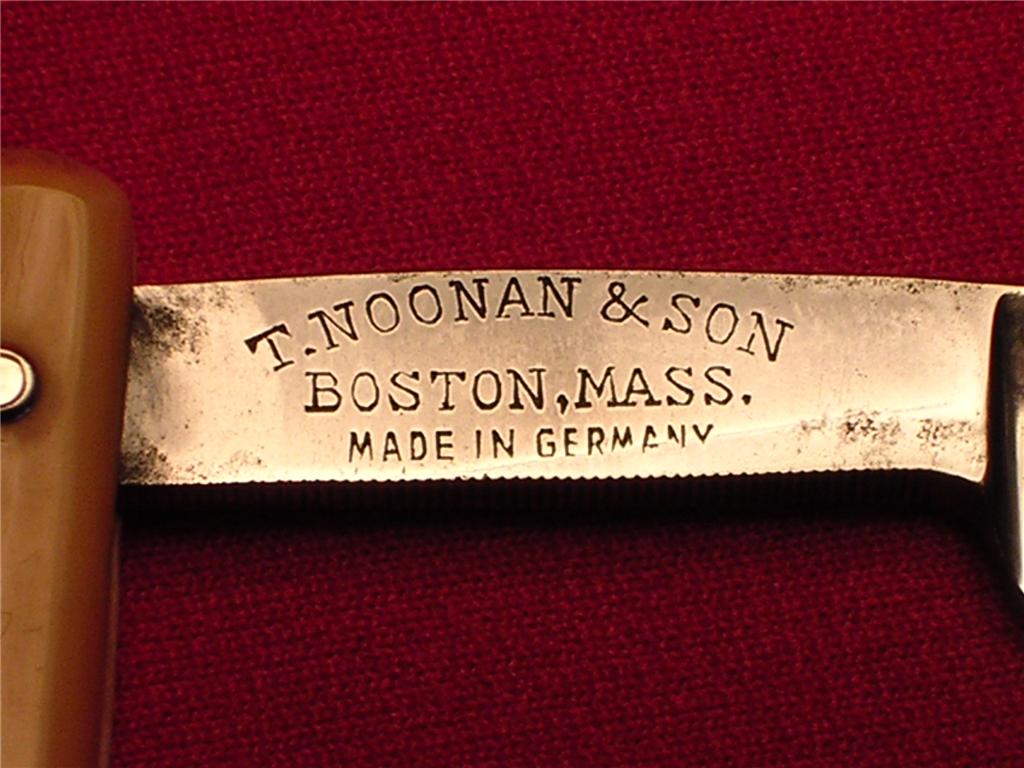 T. NOONAN & SON
BOSTON, MASS.
MADE IN GERMANY